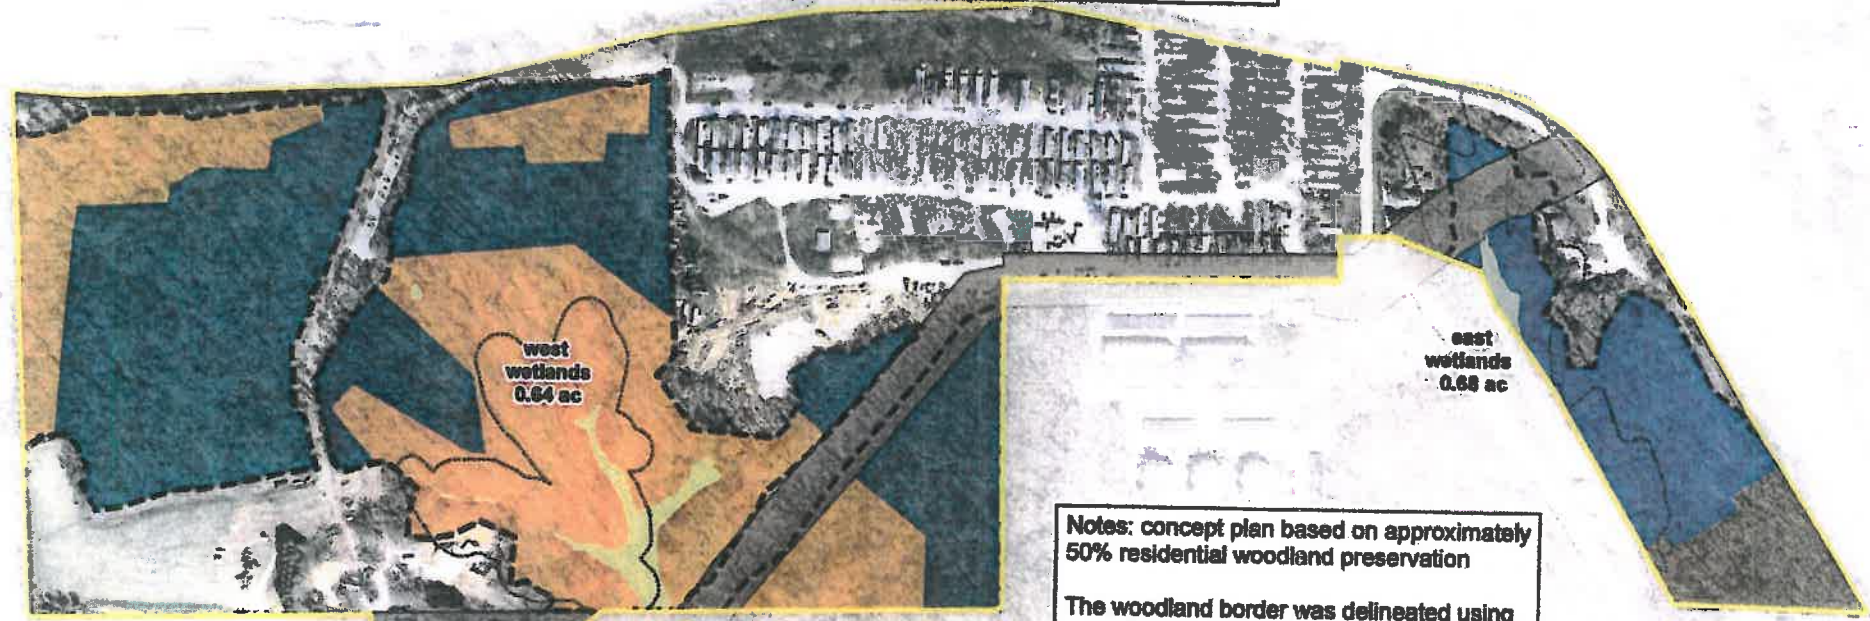 west
wetlands
0.64 ac
east
wetlands
0.68 ac
Notes: concept plan based on approximately
50% residential woodland preservation
The woodland border was delineated using